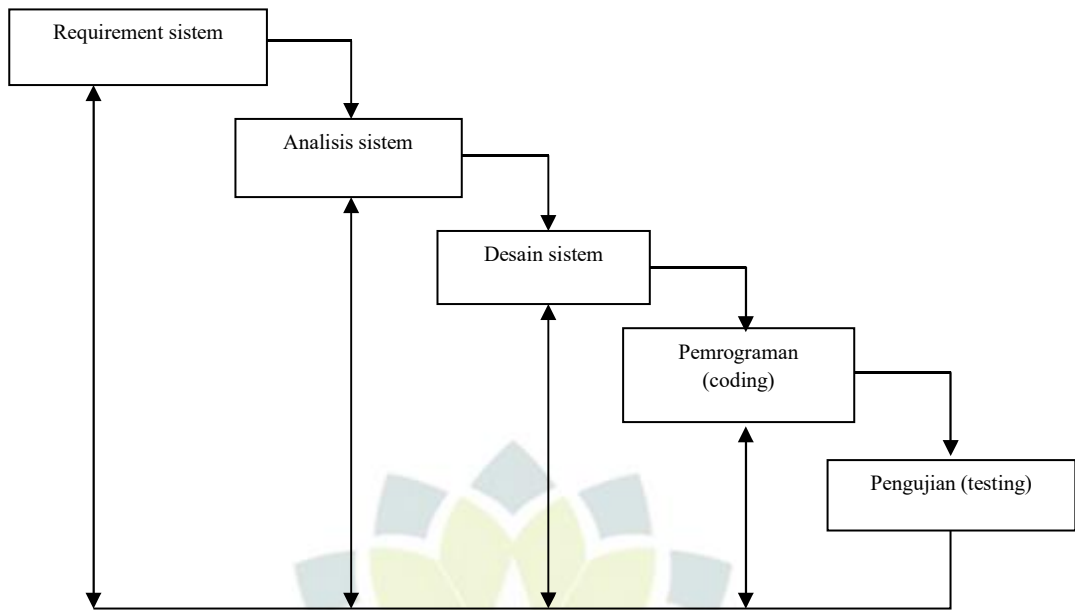 Requirement sistem
Analisis sistem
Desain sistem
Pemrograman
(coding)
Pengujian (testing)